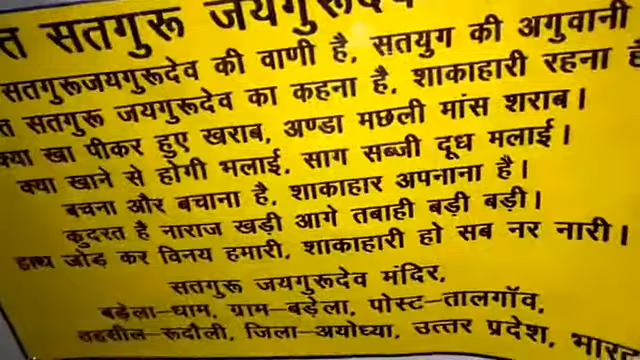 सतगुरू जयगुरूदेव
सतगुरूजयगुरूदेव की वाणी है, सतयुग की अगुवानी
सतगुरू जयगुरूदेव का कहना है, शाकाहारी रहना
क्या खा पीकर हुए खराब, अण्डा मछली मांस शराब।
क्या खाने से होगी भलाई, साग सब्जी दूध मलाई।
बचना और बचाना है, शाकाहार अपनाना है।
कुदरत है नाराज खड़ी आगे तबाही बड़ी बड़ी।
हाथ जोड़ कर विनय हमारी, शाकाहारी हो सब नर नारी।
सतगुरू जयगुरूदेव मंदिर,
बड़ेला-धाम, ग्राम-बड़ेला, पोस्ट-तालगाँव,
तहसील-रूदौली, जिला-अयोध्या, उत्तर प्रदेश, भारत